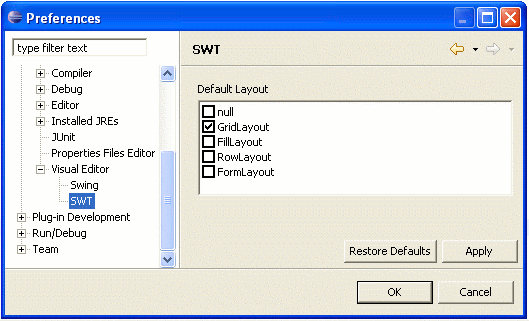 Preferences
type filter text
Compiler
Debug
Editor
Installed JREs
JUnit
Properties Files Editor
Visual Editor
Swing
SWT
Plug-in Development
Run/Debug
Team
SWT
Default Layout
null
GridLayout
FillLayout
RowLayout
FormLayout
Restore Defaults
Apply
OK
Cancel